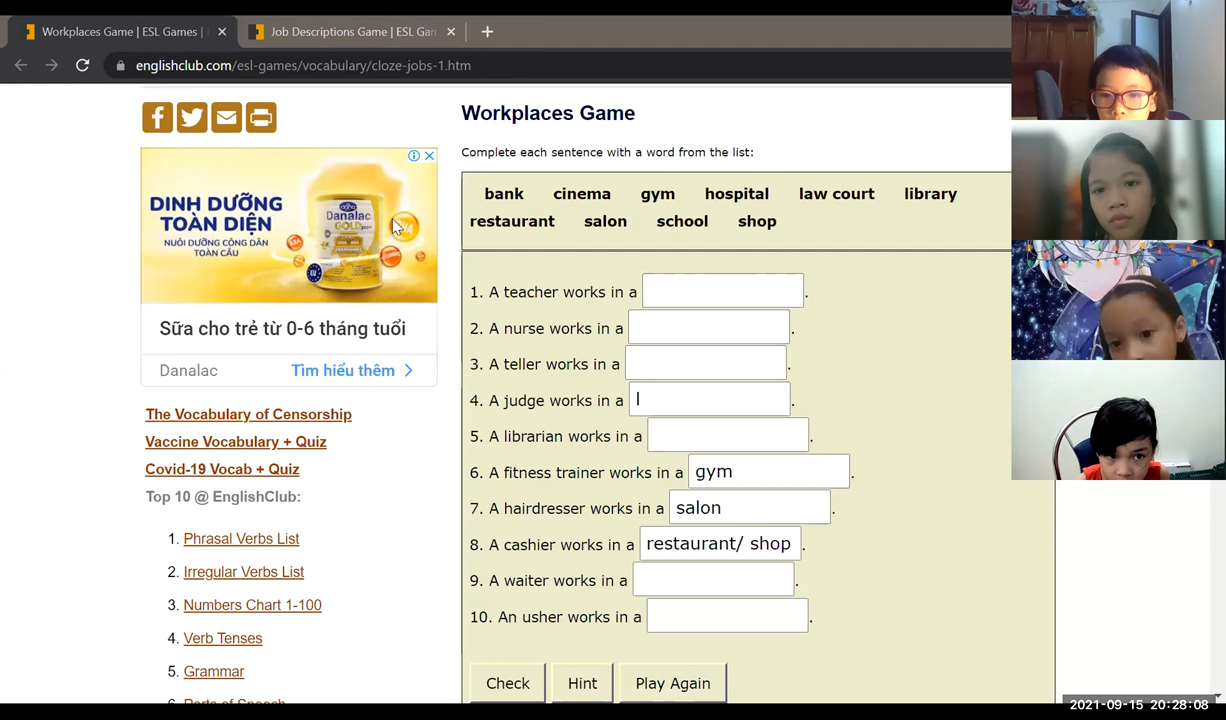 Workplaces Game | ESL Games |
Job Descriptions Game | ESL Gam
englishclub.com/esl-games/vocabulary/cloze-jobs-1.htm
DINH DƯỠNG
TOÀN DIỆN
NUÔI DƯỠNG CÔNG DÂN
TOÀN CẦU
Danalac
GOLD
Sữa cho trẻ từ 0-6 tháng tuổi
Danalac
Tìm hiểu thêm
The Vocabulary of Censorship
Vaccine Vocabulary + Quiz
Covid-19 Vocab + Quiz
Top 10 @ EnglishClub:
1. Phrasal Verbs List
2. Irregular Verbs List
3. Numbers Chart 1-100
4. Verb Tenses
5. Grammar
6. Parts of Speech
Workplaces Game
Complete each sentence with a word from the list:
bank cinema gym hospital law court library
restaurant salon school shop
1. A teacher works in a .
2. A nurse works in a .
3. A teller works in a .
4. A judge works in a l .
5. A librarian works in a .
6. A fitness trainer works in a gym .
7. A hairdresser works in a salon .
8. A cashier works in a restaurant/ shop .
9. A waiter works in a .
10. An usher works in a .
Check Hint Play Again
2021-09-15 20:28:08